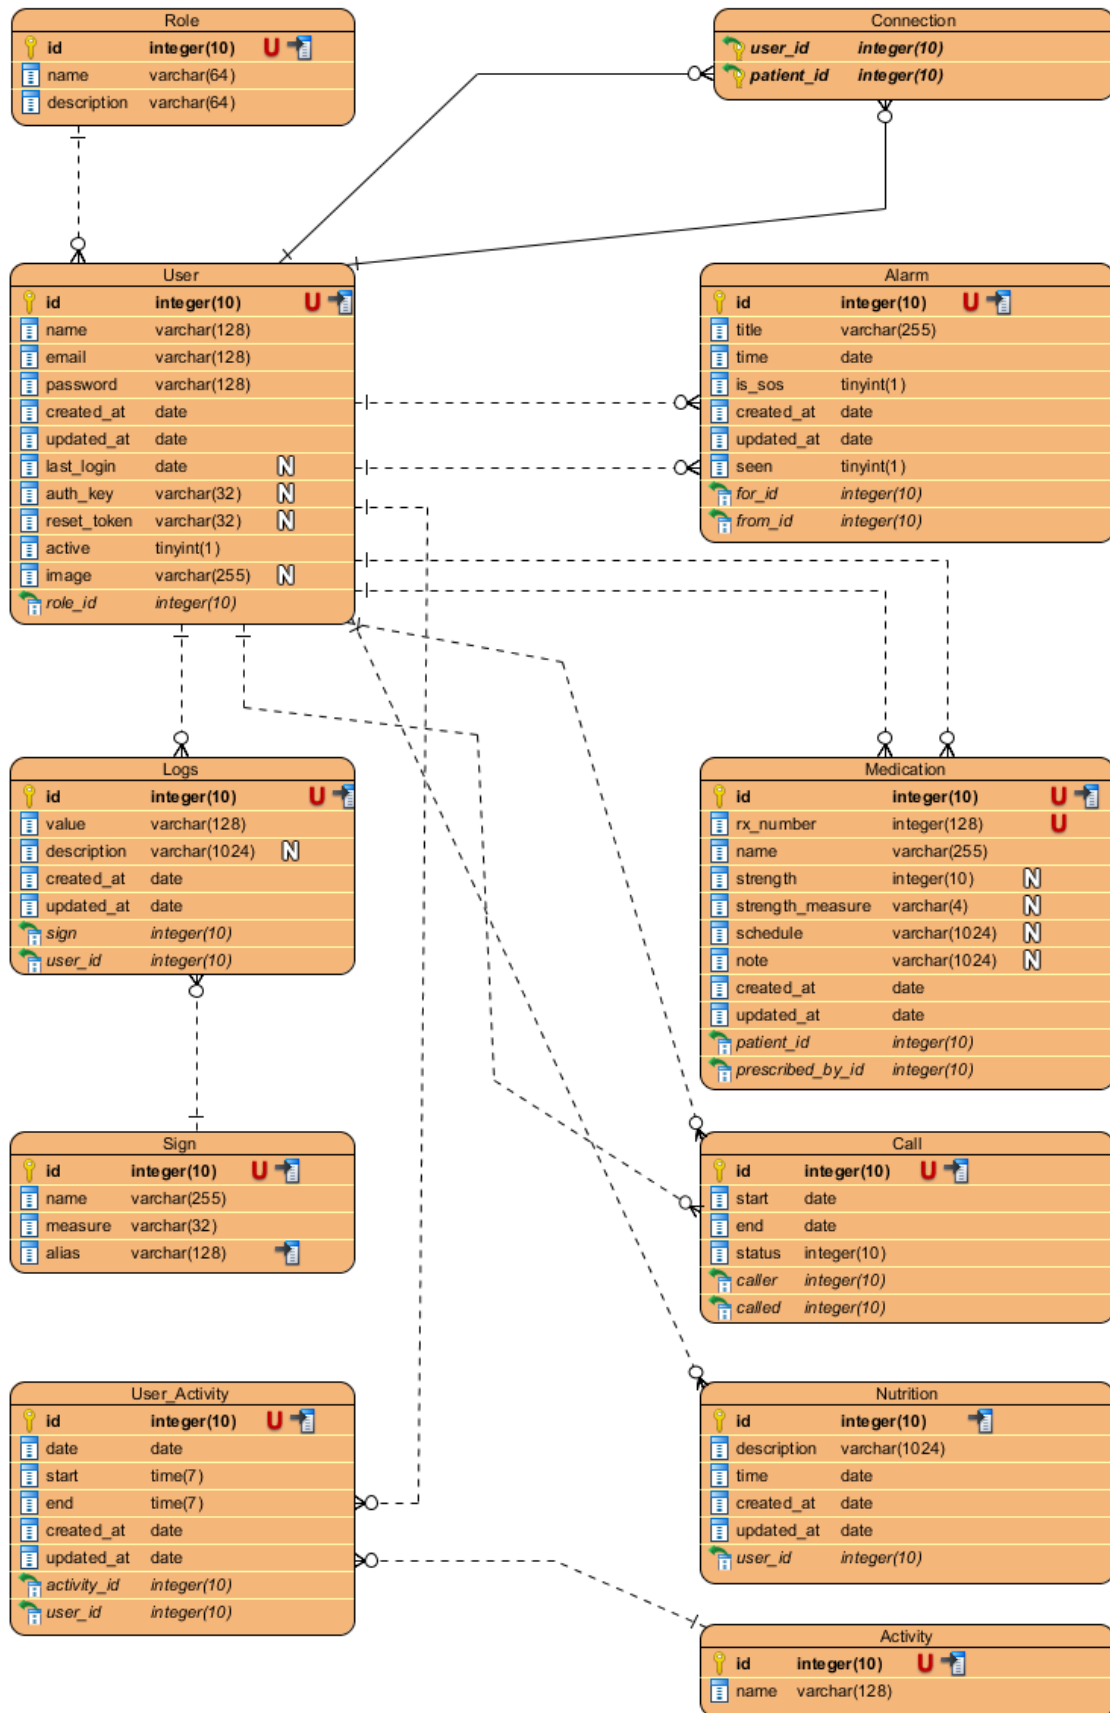 Role
id integer(10) U
name varchar(64)
description varchar(64)
Connection
user_id integer(10)
patient_id integer(10)
User
id integer(10) U
name varchar(128)
email varchar(128)
password varchar(128)
created_at date
updated_at date
last_login date N
auth_key varchar(32) N
reset_token varchar(32) N
active tinyint(1)
image varchar(255) N
role_id integer(10)
Alarm
id integer(10) U
title varchar(255)
time date
is_sos tinyint(1)
created_at date
updated_at date
seen tinyint(1)
for_id integer(10)
from_id integer(10)
Logs
id integer(10) U
value varchar(128)
description varchar(1024) N
created_at date
updated_at date
sign integer(10)
user_id integer(10)
Medication
id integer(10) U
rx_number integer(128) U
name varchar(255)
strength integer(10) N
strength_measure varchar(4) N
schedule varchar(1024) N
note varchar(1024) N
created_at date
updated_at date
patient_id integer(10)
prescribed_by_id integer(10)
Sign
id integer(10) U
name varchar(255)
measure varchar(32)
alias varchar(128)
Call
id integer(10) U
start date
end date
status integer(10)
caller integer(10)
called integer(10)
User_Activity
id integer(10) U
date date
start time(7)
end time(7)
created_at date
updated_at date
activity_id integer(10)
user_id integer(10)
Nutrition
id integer(10)
description varchar(1024)
time date
created_at date
updated_at date
user_id integer(10)
Activity
id integer(10) U
name varchar(128)